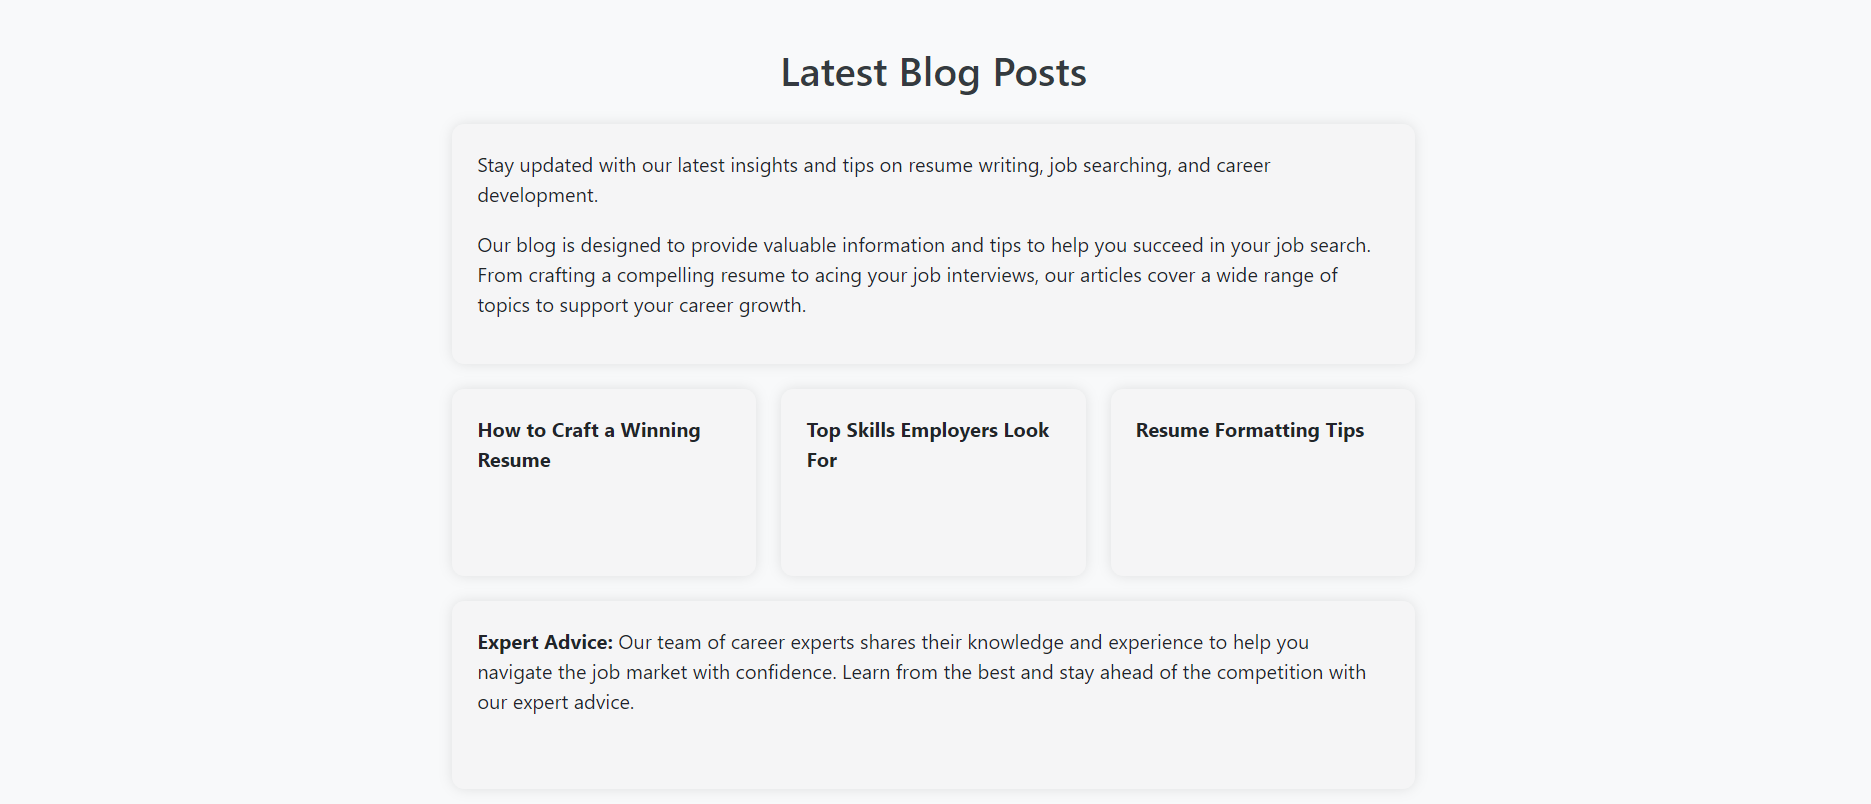 Latest Blog Posts
Stay updated with our latest insights and tips on resume writing, job searching, and career
development.
Our blog is designed to provide valuable information and tips to help you succeed in your job search.
From crafting a compelling resume to acing your job interviews, our articles cover a wide range of
topics to support your career growth.
How to Craft a Winning
Resume
Top Skills Employers Look
For
Resume Formatting Tips
Expert Advice: Our team of career experts shares their knowledge and experience to help you
navigate the job market with confidence. Learn from the best and stay ahead of the competition with
our expert advice.